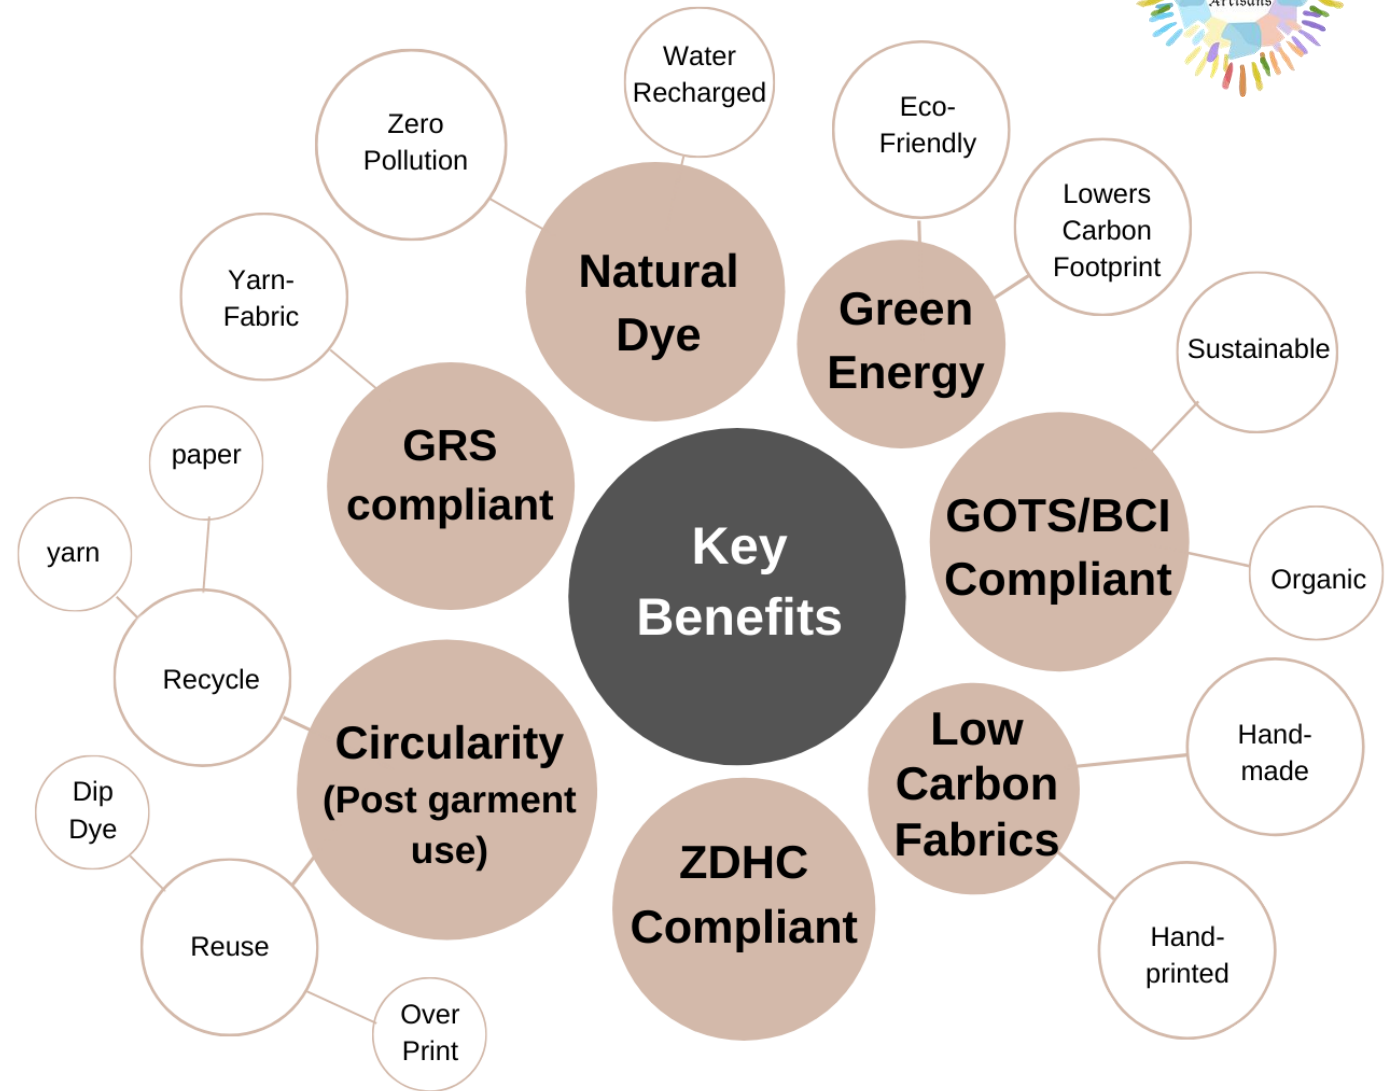 Artisans
Water
Recharged
Zero
Pollution
Eco-
Friendly
Lowers
Carbon
Footprint
Yarn-
Fabric
Natural
Dye
Green
Energy
Sustainable
GRS
compliant
paper
yarn
Key
Benefits
GOTS/BCI
Compliant
Organic
Recycle
Circularity
(Post garment
use)
Low
Carbon
Fabrics
Hand-
made
Dip
Dye
ZDHC
Compliant
Reuse
Hand-
printed
Over
Print